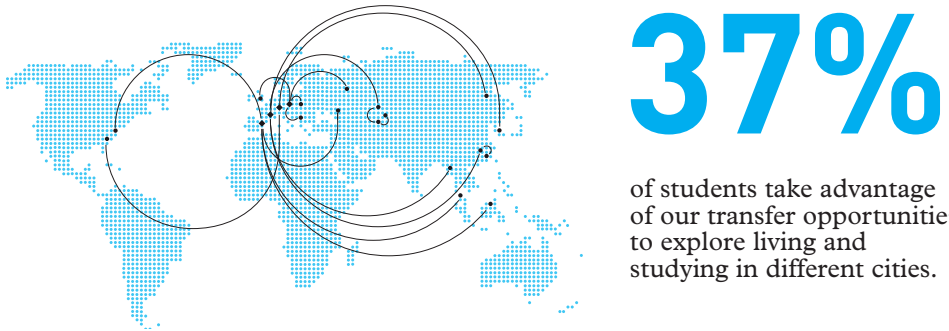 37%
of students take advantage
of our transfer opportunitie
to explore living and
studying in different cities.